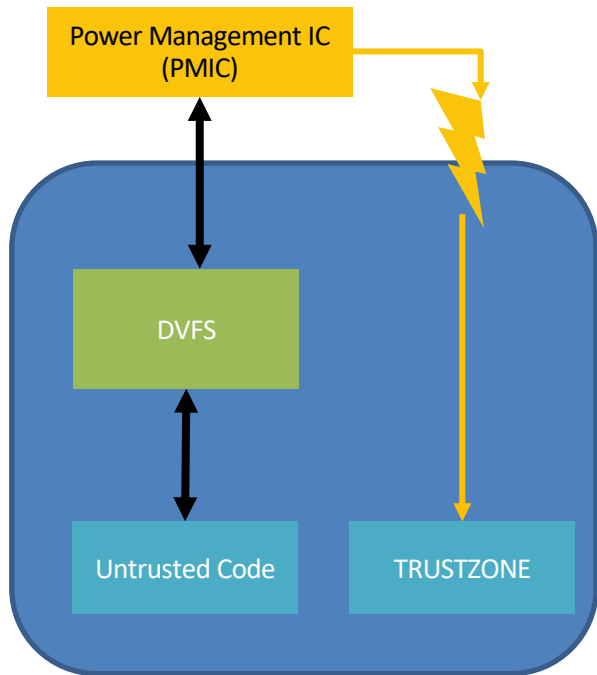 Power Management IC
(PMIC)
DVFS
Untrusted Code
TRUSTZONE